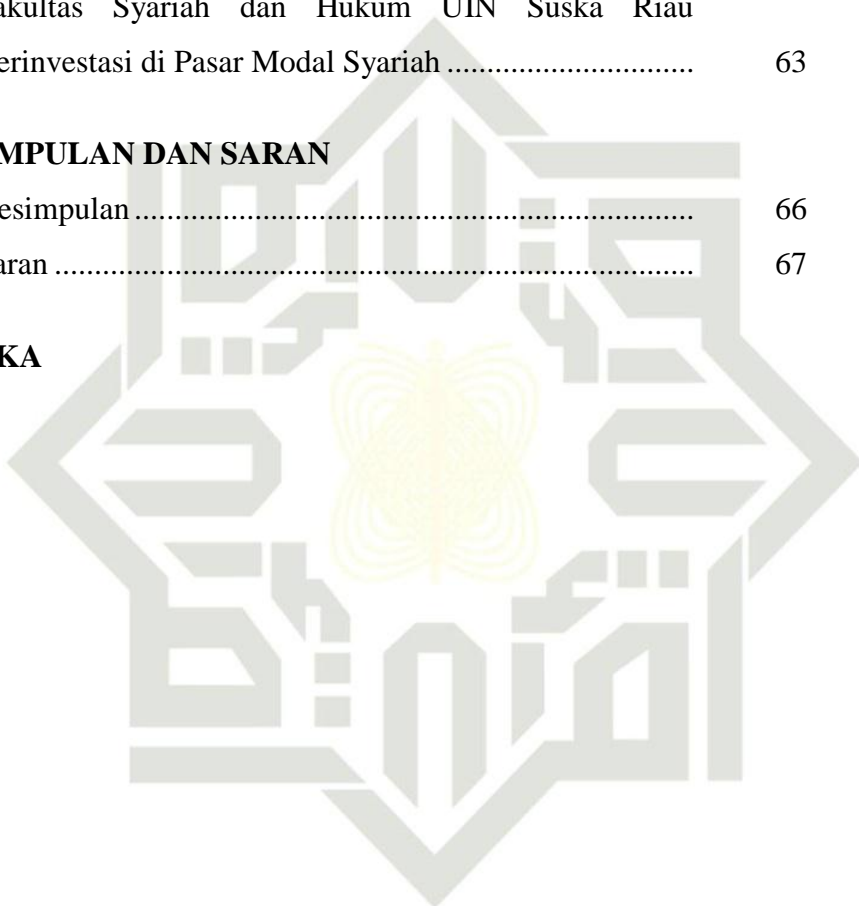 akultas Syariah dan Hukum UIN Suska Riau
erinvestasi di Pasar Modal Syariah ............................... 63
MPULAN DAN SARAN
esimpulan ...................................................................... 66
aran ................................................................................ 67
KA